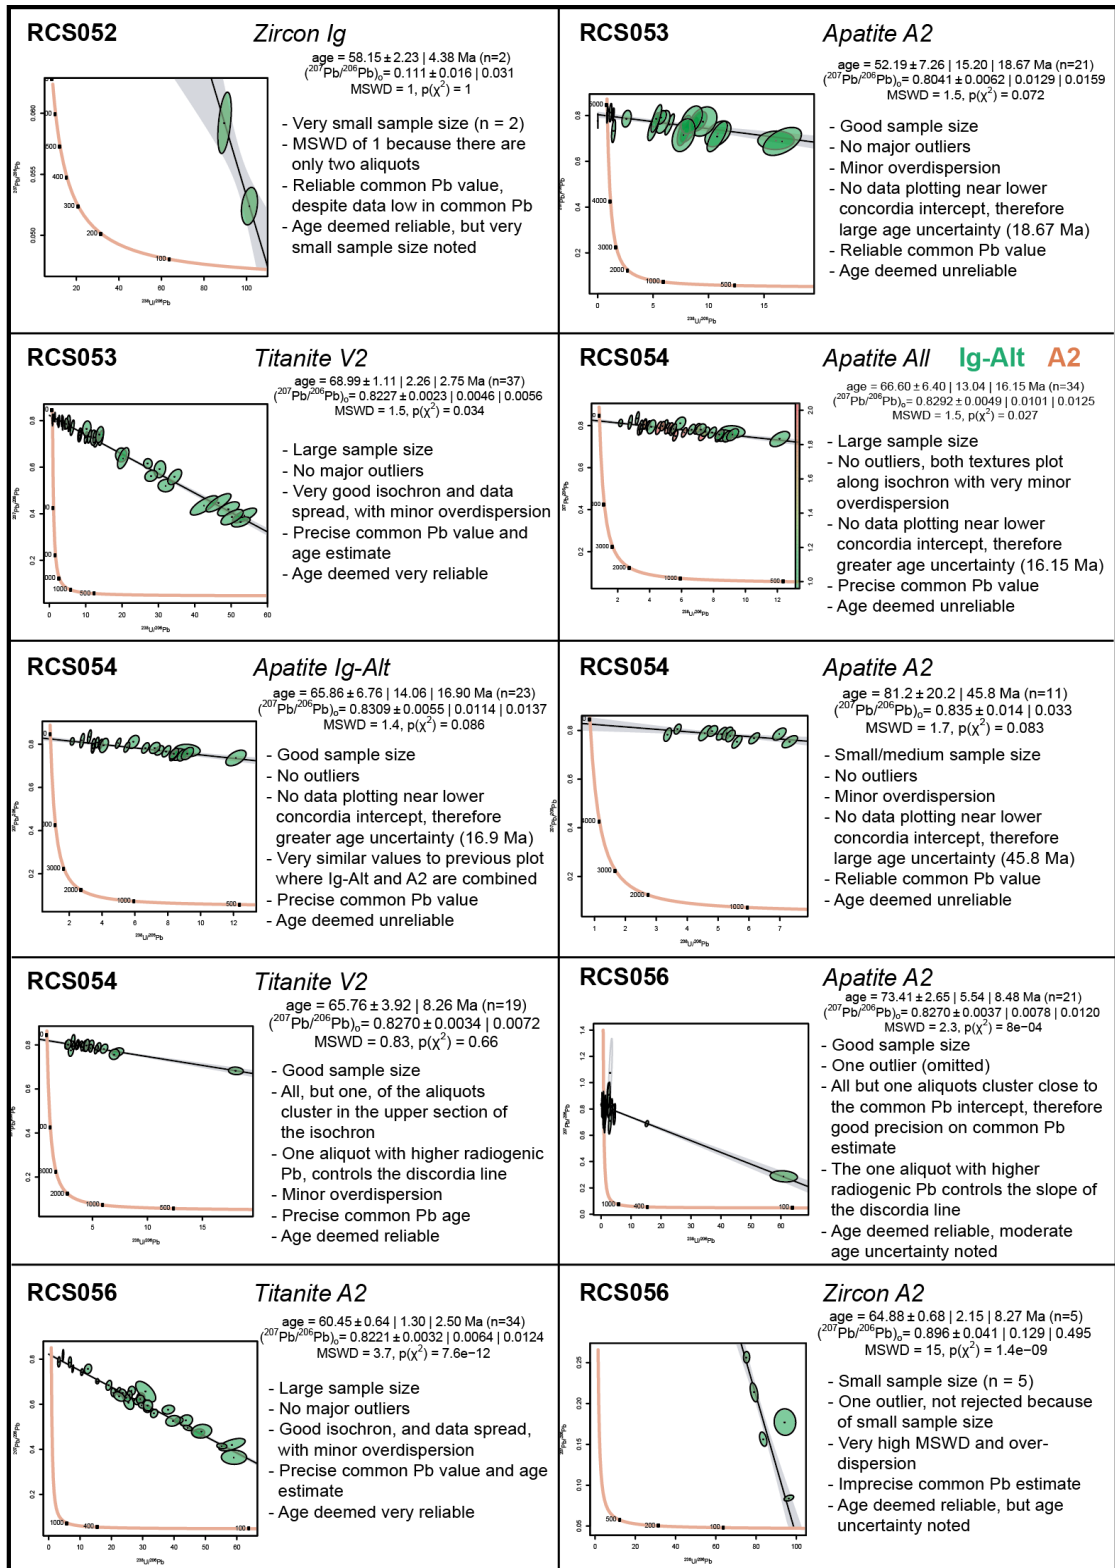 RCS052
Zircon Ig
age = 58.15 ± 2.23 | 4.38 Ma (n=2)
(²⁰⁷Pb/²⁰⁶Pb)ₒ= 0.111 ± 0.016 | 0.031
MSWD = 1, p(χ²) = 1
- Very small sample size (n = 2)
- MSWD of 1 because there are
only two aliquots
- Reliable common Pb value,
despite data low in common Pb
- Age deemed reliable, but very
small sample size noted
RCS053
Apatite A2
age = 52.19 ± 7.26 | 15.20 | 18.67 Ma (n=21)
(²⁰⁷Pb/²⁰⁶Pb)ₒ= 0.8041 ± 0.0062 | 0.0129 | 0.0159
MSWD = 1.5, p(χ²) = 0.072
- Good sample size
- No major outliers
- Minor overdispersion
- No data plotting near lower
concordia intercept, therefore
large age uncertainty (18.67 Ma)
- Reliable common Pb value
- Age deemed unreliable
RCS053
Titanite V2
age = 68.99 ± 1.11 | 2.26 | 2.75 Ma (n=37)
(²⁰⁷Pb/²⁰⁶Pb)ₒ= 0.8227 ± 0.0023 | 0.0046 | 0.0056
MSWD = 1.5, p(χ²) = 0.034
- Large sample size
- No major outliers
- Very good isochron and data
spread, with minor overdispersion
- Precise common Pb value and
age estimate
- Age deemed very reliable
RCS054
Apatite All Ig-Alt A2
age = 66.60 ± 6.40 | 13.04 | 16.15 Ma (n=34)
(²⁰⁷Pb/²⁰⁶Pb)ₒ= 0.8292 ± 0.0049 | 0.0101 | 0.0125
MSWD = 1.5, p(χ²) = 0.027
- Large sample size
- No outliers, both textures plot
along isochron with very minor
overdispersion
- No data plotting near lower
concordia intercept, therefore
greater age uncertainty (16.15 Ma)
- Precise common Pb value
- Age deemed unreliable
RCS054
Apatite Ig-Alt
age = 65.86 ± 6.76 | 14.06 | 16.90 Ma (n=23)
(²⁰⁷Pb/²⁰⁶Pb)ₒ= 0.8309 ± 0.0055 | 0.0114 | 0.0137
MSWD = 1.4, p(χ²) = 0.086
- Good sample size
- No outliers
- No data plotting near lower
concordia intercept, therefore
greater age uncertainty (16.9 Ma)
- Very similar values to previous plot
where Ig-Alt and A2 are combined
- Precise common Pb value
- Age deemed unreliable
RCS054
Apatite A2
age = 81.2 ± 20.2 | 45.8 Ma (n=11)
(²⁰⁷Pb/²⁰⁶Pb)ₒ= 0.835 ± 0.014 | 0.033
MSWD = 1.7, p(χ²) = 0.083
- Small/medium sample size
- No outliers
- Minor overdispersion
- No data plotting near lower
concordia intercept, therefore
large age uncertainty (45.8 Ma)
- Reliable common Pb value
- Age deemed unreliable
RCS054
Titanite V2
age = 65.76 ± 3.92 | 8.26 Ma (n=19)
(²⁰⁷Pb/²⁰⁶Pb)ₒ= 0.8270 ± 0.0034 | 0.0072
MSWD = 0.83, p(χ²) = 0.66
- Good sample size
- All, but one, of the aliquots
cluster in the upper section of
the isochron
- One aliquot with higher radiogenic
Pb, controls the discordia line
- Minor overdispersion
- Precise common Pb age
- Age deemed reliable
RCS056
Apatite A2
age = 73.41 ± 2.65 | 5.54 | 8.48 Ma (n=21)
(²⁰⁷Pb/²⁰⁶Pb)ₒ= 0.8270 ± 0.0037 | 0.0078 | 0.0120
MSWD = 2.3, p(χ²) = 8e−04
- Good sample size
- One outlier (omitted)
- All but one aliquots cluster close to
the common Pb intercept, therefore
good precision on common Pb
estimate
- The one aliquot with higher
radiogenic Pb controls the slope of
the discordia line
- Age deemed reliable, moderate
age uncertainty noted
RCS056
Titanite A2
age = 60.45 ± 0.64 | 1.30 | 2.50 Ma (n=34)
(²⁰⁷Pb/²⁰⁶Pb)ₒ= 0.8221 ± 0.0032 | 0.0064 | 0.0124
MSWD = 3.7, p(χ²) = 7.6e−12
- Large sample size
- No major outliers
- Good isochron, and data spread,
with minor overdispersion
- Precise common Pb value and age
estimate
- Age deemed very reliable
RCS056
Zircon A2
age = 64.88 ± 0.68 | 2.15 | 8.27 Ma (n=5)
(²⁰⁷Pb/²⁰⁶Pb)ₒ= 0.896 ± 0.041 | 0.129 | 0.495
MSWD = 15, p(χ²) = 1.4e−09
- Small sample size (n = 5)
- One outlier, not rejected because
of small sample size
- Very high MSWD and over-
dispersion
- Imprecise common Pb estimate
- Age deemed reliable, but age
uncertainty noted